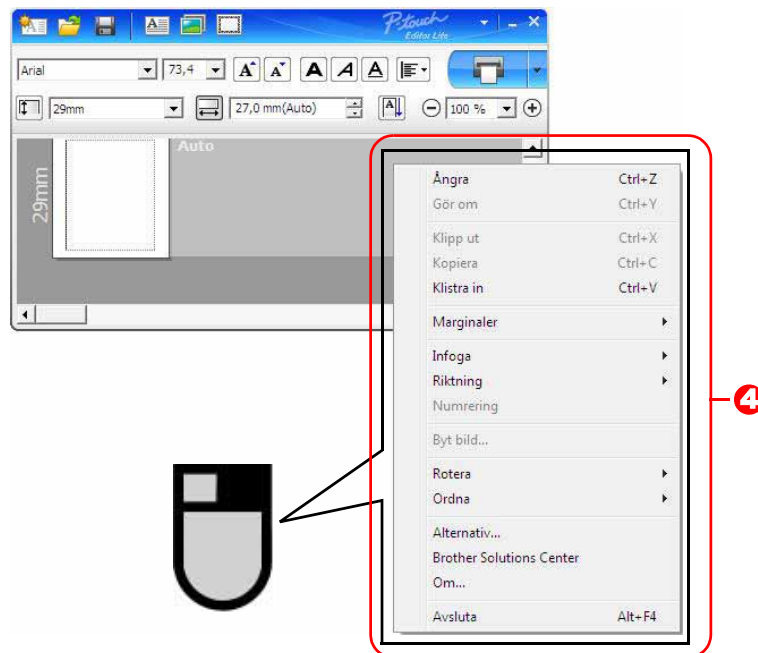 P-touch
Editor Lite
Arial 73,4 A A A A A
29mm 27,0 mm(Auto) A 100 %
Auto
29mm
Ångra Ctrl+Z
Gör om Ctrl+Y
Klipp ut Ctrl+X
Kopiera Ctrl+C
Klistra in Ctrl+V
Marginaler
Infoga
Riktning
Numrering
Byt bild...
Rotera
Ordna
Alternativ...
Brother Solutions Center
Om...
Avsluta Alt+F4
4